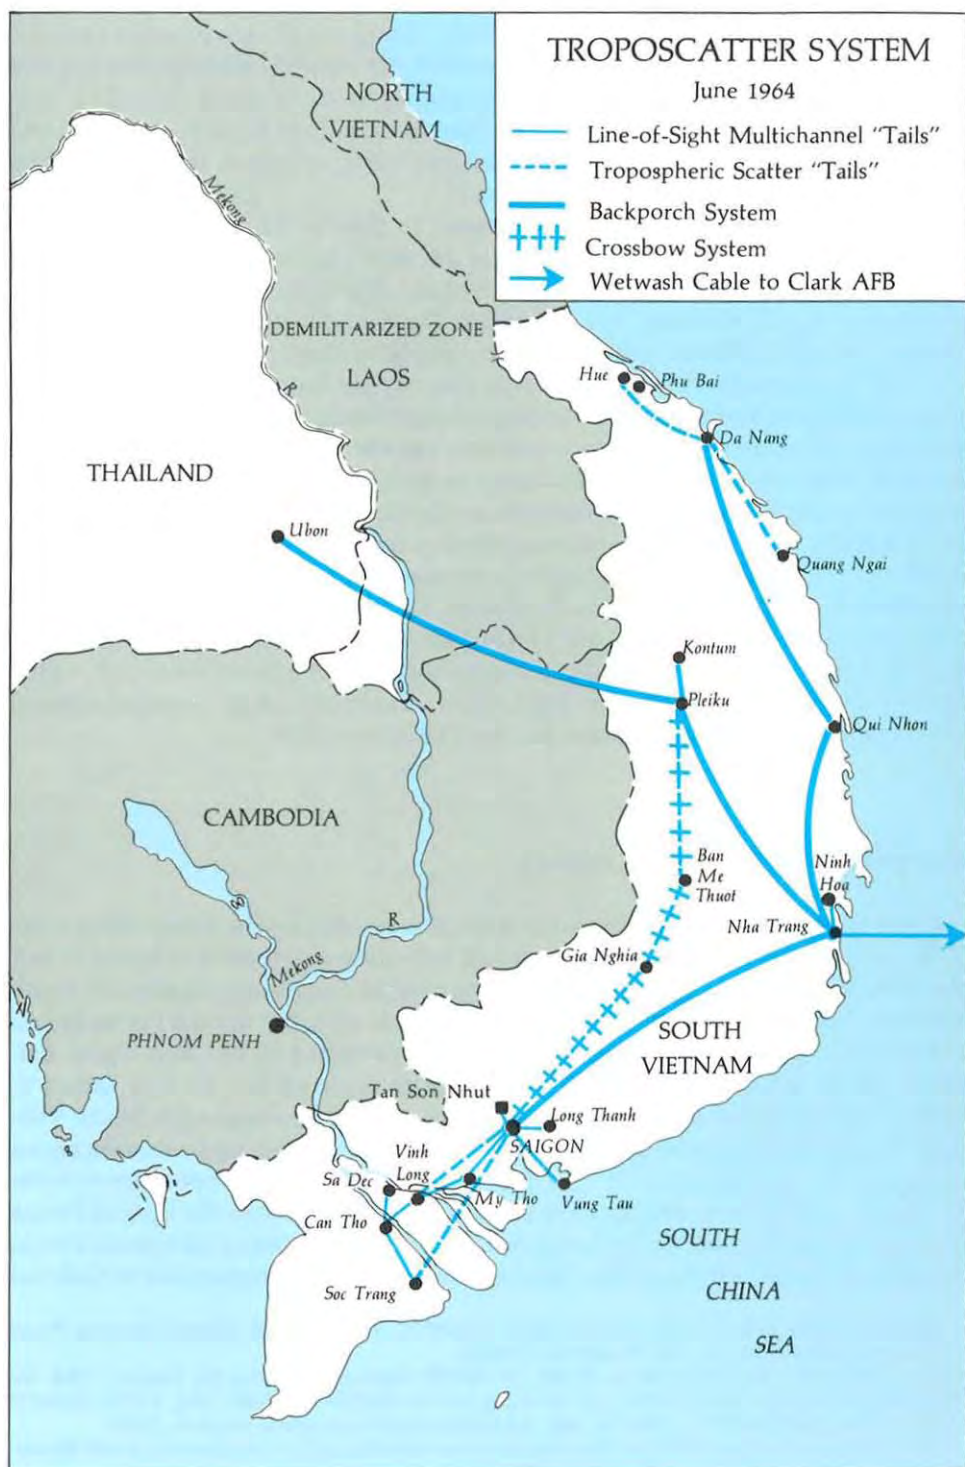 TROPOSCATTER SYSTEM
June 1964
Line-of-Sight Multichannel "Tails"
Tropospheric Scatter "Tails"
Backporch System
Crossbow System
Wetwash Cable to Clark AFB
NORTH
VIETNAM
Mekong
R
DEMILITARIZED ZONE
LAOS
Hue
Phu Bai
Da Nang
THAILAND
Ubon
Quang Ngai
Kontum
Pleiku
Qui Nhon
CAMBODIA
Ban
Me
Thuot
Ninh
Hoa
Nha Trang
R
Mekong
Gia Nghia
PHNOM PENH
SOUTH
VIETNAM
Tan Son Nhut
Long Thanh
SAIGON
Vinh
Long
Sa Dec
My Tho
Vung Tau
Can Tho
Soc Trang
SOUTH
CHINA
SEA